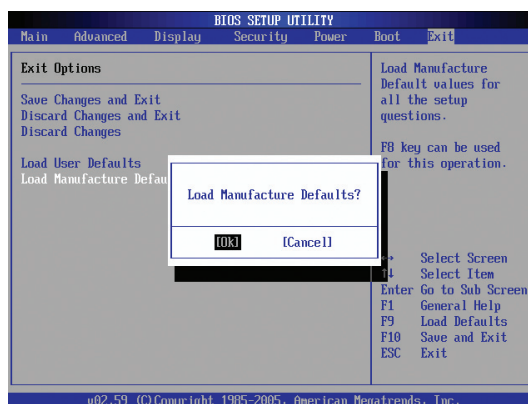 BIOS SETUP UTILITY
Main Advanced Display Security Power Boot Exit
Exit Options
Save Changes and Exit
Discard Changes and Exit
Discard Changes
Load User Defaults
Load Manufacture Defau
Load Manufacture Defaults?
[Ok] [Cancel]
Load Manufacture
Default values for
all the setup
questions.
F8 key can be used
for this operation.
↔ Select Screen
↑↓ Select Item
Enter Go to Sub Screen
F1 General Help
F9 Load Defaults
F10 Save and Exit
ESC Exit
v02.59 (C)Copyright 1985-2005, American Megatrends, Inc.